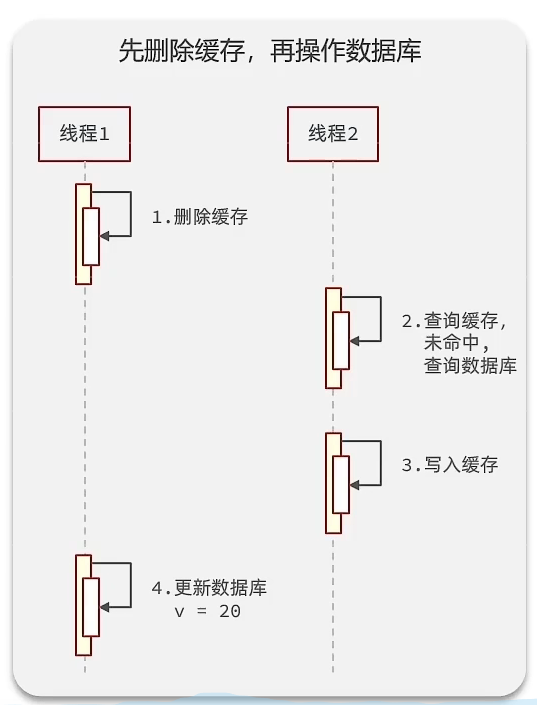 先删除缓存，再操作数据库
线程1
线程2
1.删除缓存
2.查询缓存,
未命中,
查询数据库
3.写入缓存
4.更新数据库
v = 20